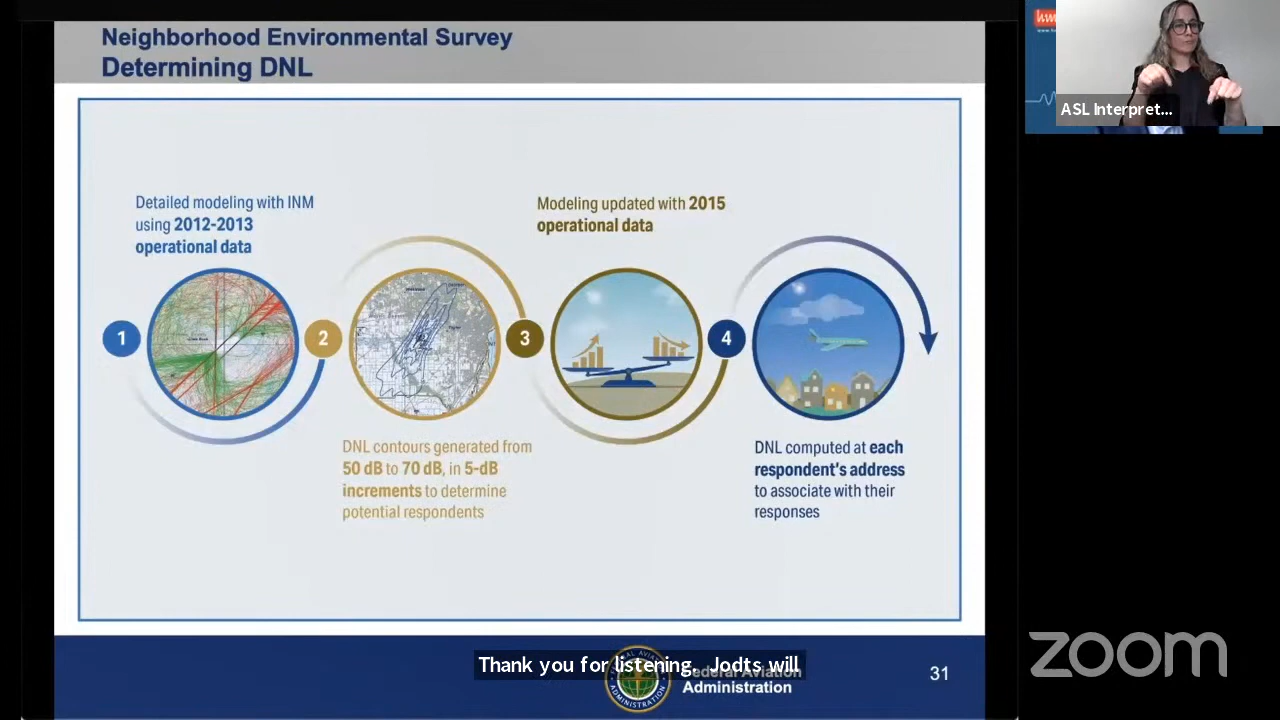 Neighborhood Environmental Survey
Determining DNL
Detailed modeling with INM
using 2012-2013
operational data
1
2
DNL contours generated from
50 dB to 70 dB, in 5-dB
increments to determine
potential respondents
Modeling updated with 2015
operational data
3
4
DNL computed at each
respondent's address
to associate with their
responses
Thank you for listening. Jodts will
Federal Aviation
Administration
31
ASL Interpret...
zoom